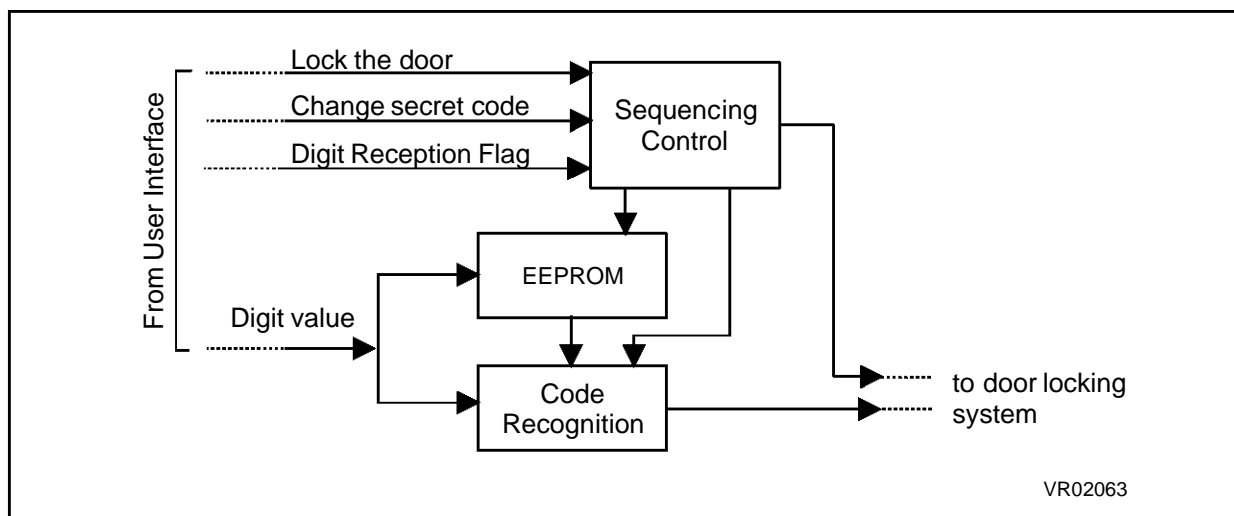 Lock the door
Change secret code
Digit Reception Flag
Sequencing
Control
From User Interface
EEPROM
Digit value
Code
Recognition
to door locking
system
VR02063